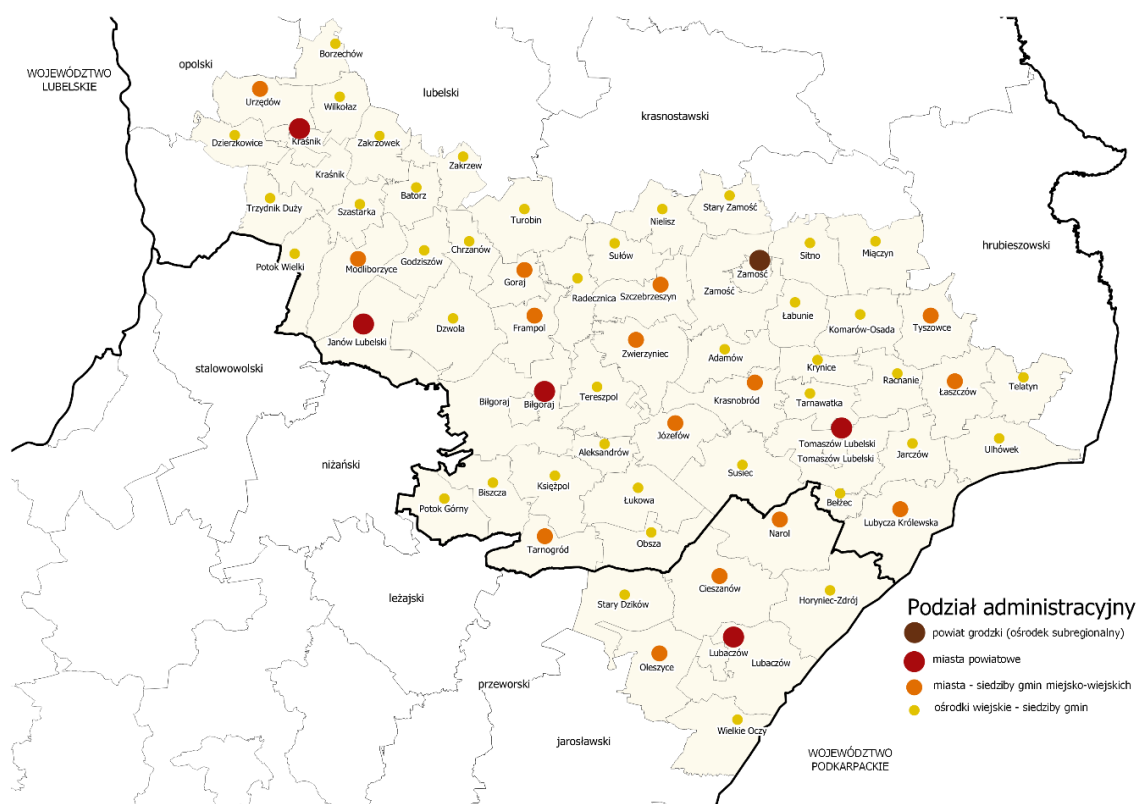 Borzechów
opolski
WOJEWÓDZTWO
LUBELSKIE
lubelski
Urzędów
Wilkołaz
krasnostawski
Dzierzkowice
Kraśnik
Zakrzówek
Zakrzew
Kraśnik
Batorz
Trzydnik Duży
Szastarka
Turobin
Nielisz
Stary Zamość
hrubieszowski
Potok Wielki
Modliborzyce
Godziszów
Chrzanów
Sułów
Zamość
Sitno
Miączyn
Goraj
Radecznica
Szczebrzeszyn
Zamość
Łabunie
Komarów-Osada
Tyszowce
Janów Lubelski
Dzwola
Frampol
Zwierzyniec
Adamów
Krynice
Rachanie
Łaszczów
Telatyn
stalowowolski
Biłgoraj
Biłgoraj
Tereszpol
Krasnobród
Tarnawatka
Józefów
Tomaszów Lubelski
Tomaszów Lubelski
Jarczów
Ulhówek
niżański
Aleksandrów
Susiec
Potok Górny
Biszcza
Księżpol
Łukowa
Bełżec
Lubycza Królewska
Tarnogród
Obsza
Narol
leżajski
Stary Dzików
Cieszanów
Horyniec-Zdrój
Lubaczów
Lubaczów
Oleszyce
przeworski
Wielkie Oczy
jarosławski
WOJEWÓDZTWO
PODKARPACKIE
Podział administracyjny
powiat grodzki (ośrodek subregionalny)
miasta powiatowe
miasta - siedziby gmin miejsko-wiejskich
ośrodki wiejskie - siedziby gmin